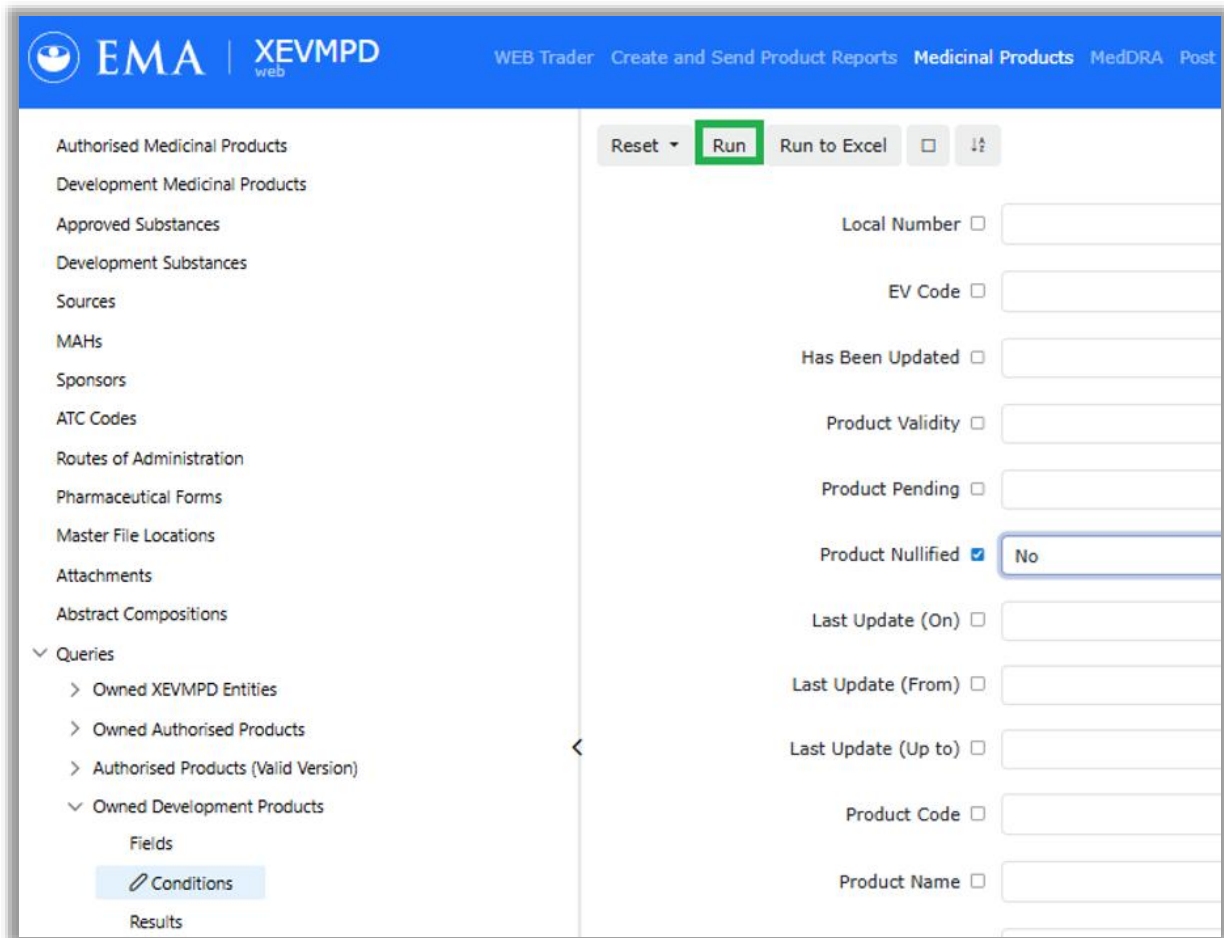 EMA | XEVMPD
web
WEB Trader Create and Send Product Reports Medicinal Products MedDRA Post
Authorised Medicinal Products
Development Medicinal Products
Approved Substances
Development Substances
Sources
MAHs
Sponsors
ATC Codes
Routes of Administration
Pharmaceutical Forms
Master File Locations
Attachments
Abstract Compositions
Queries
Owned XEVMPD Entities
Owned Authorised Products
Authorised Products (Valid Version)
Owned Development Products
Fields
Conditions
Results
Reset Run Run to Excel
Local Number
EV Code
Has Been Updated
Product Validity
Product Pending
Product Nullified No
Last Update (On)
Last Update (From)
Last Update (Up to)
Product Code
Product Name